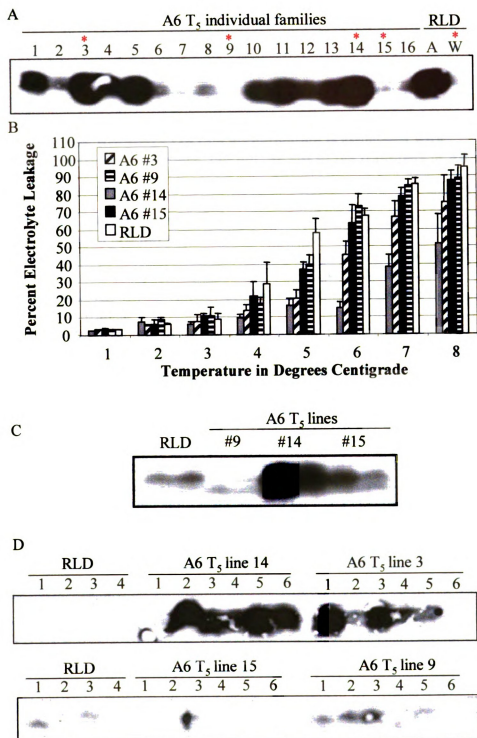 A
A6 T5 individual families
RLD
* * * * *
1 2 3 4 5 6 7 8 9 10 11 12 13 14 15 16 A W
B
Percent Electrolyte Leakage
110
100
90
80
70
60
50
40
30
20
10
0
A6 #3
A6 #9
A6 #14
A6 #15
RLD
1 2 3 4 5 6 7 8
Temperature in Degrees Centigrade
C
A6 T5 lines
RLD #9 #14 #15
D
RLD A6 T5 line 14 A6 T5 line 3
1 2 3 4 1 2 3 4 5 6 1 2 3 4 5 6
RLD A6 T5 line 15 A6 T5 line 9
1 2 3 4 1 2 3 4 5 6 1 2 3 4 5 6